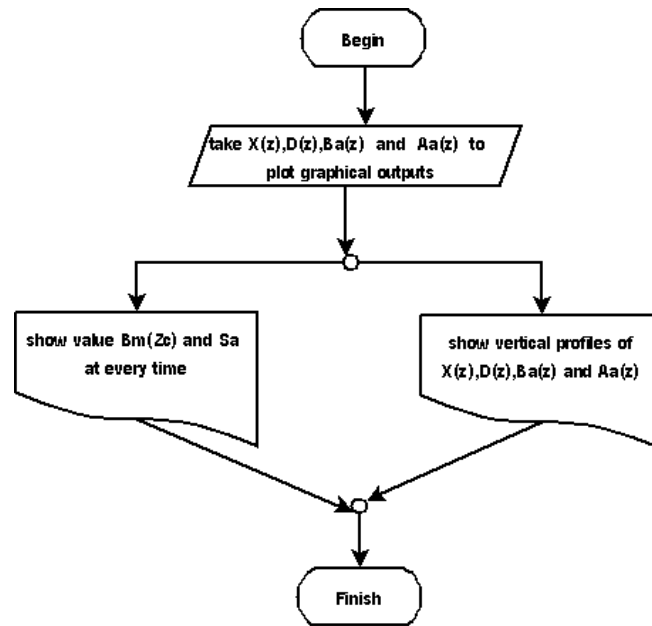 Begin
take X(z),D(z),Ba(z) and Aa(z) to
plot graphical outputs
show value Bm(Zc) and Sa
at every time
show vertical profiles of
X(z),D(z),Ba(z) and Aa(z)
Finish